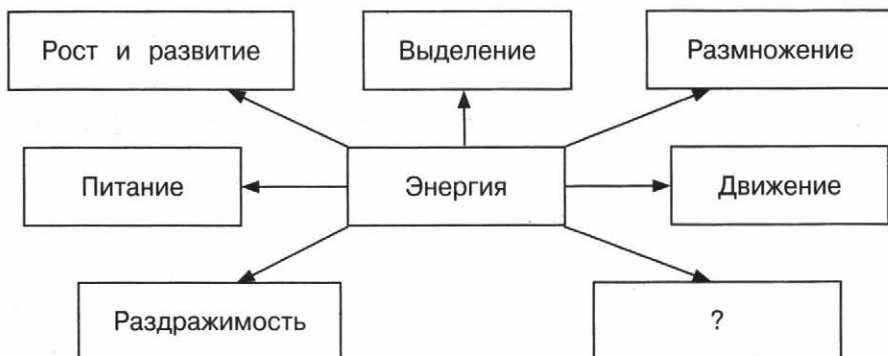 Рост и развитие
Выделение
Размножение
Питание
Энергия
Движение
Раздражимость
?